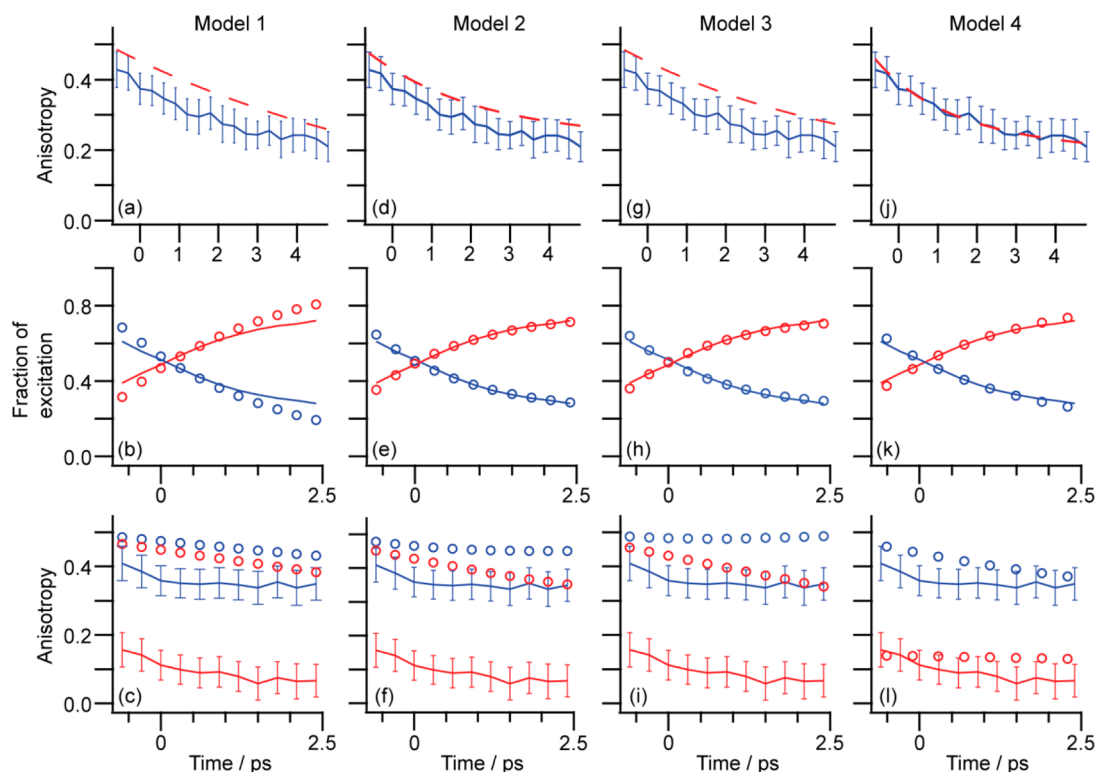 Model 1 Model 2 Model 3 Model 4
Anisotropy
0.4
0.2
0.0
(a) (d) (g) (j)
0 1 2 3 4 0 1 2 3 4 0 1 2 3 4 0 1 2 3 4
Fraction of
excitation
0.8
0.4
0.0
(b) (e) (h) (k)
0 2.5 0 2.5 0 2.5 0 2.5
Anisotropy
0.4
0.2
0.0
(c) (f) (i) (l)
0 2.5 0 2.5 0 2.5 0 2.5
Time / ps Time / ps Time / ps Time / ps